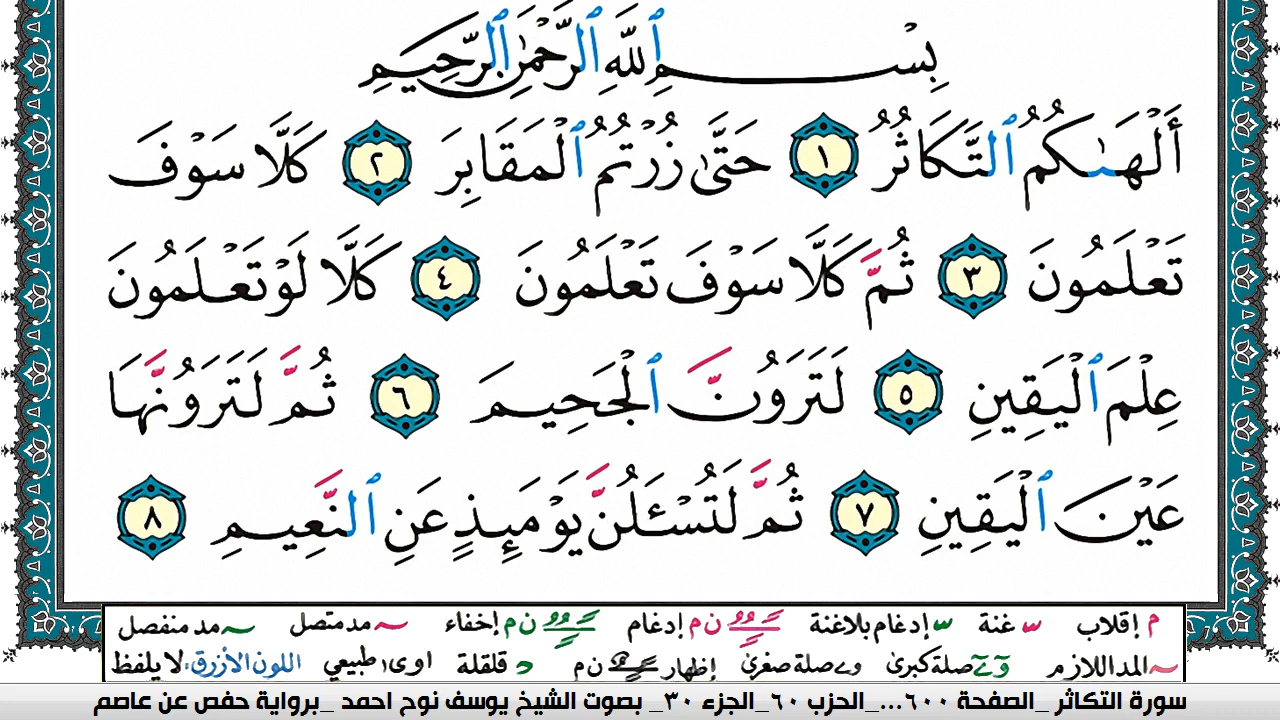 بِسْمِ ٱللَّهِ ٱلرَّحْمَٰنِ ٱلرَّحِيمِ
أَلْهَىٰكُمُ ٱلتَّكَاثُرُ ١ حَتَّىٰ زُرْتُمُ ٱلْمَقَابِرَ ٢ كَلَّا سَوْفَ
تَعْلَمُونَ ٣ ثُمَّ كَلَّا سَوْفَ تَعْلَمُونَ ٤ كَلَّا لَوْ تَعْلَمُونَ
عِلْمَ ٱلْيَقِينِ ٥ لَتَرَوُنَّ ٱلْجَحِيمَ ٦ ثُمَّ لَتَرَوُنَّهَا
عَيْنَ ٱلْيَقِينِ ٧ ثُمَّ لَتُسْـَٔلُنَّ يَوْمَئِذٍ عَنِ ٱلنَّعِيمِ ٨
م إقلاب غنة إدغام بلاغنة ن م إدغام ن م إخفاء مد متصل مد منفصل
المد اللازم صلة كبرى صلة صغرى إظهار ن م قلقلة اوى١ طبيعي اللون الأزرق: لا يلفظ
سورة التكاثر _الصفحة ٦٠٠..._الحزب ٦٠_الجزء ٣٠_ بصوت الشيخ يوسف نوح احمد _برواية حفص عن عاصم